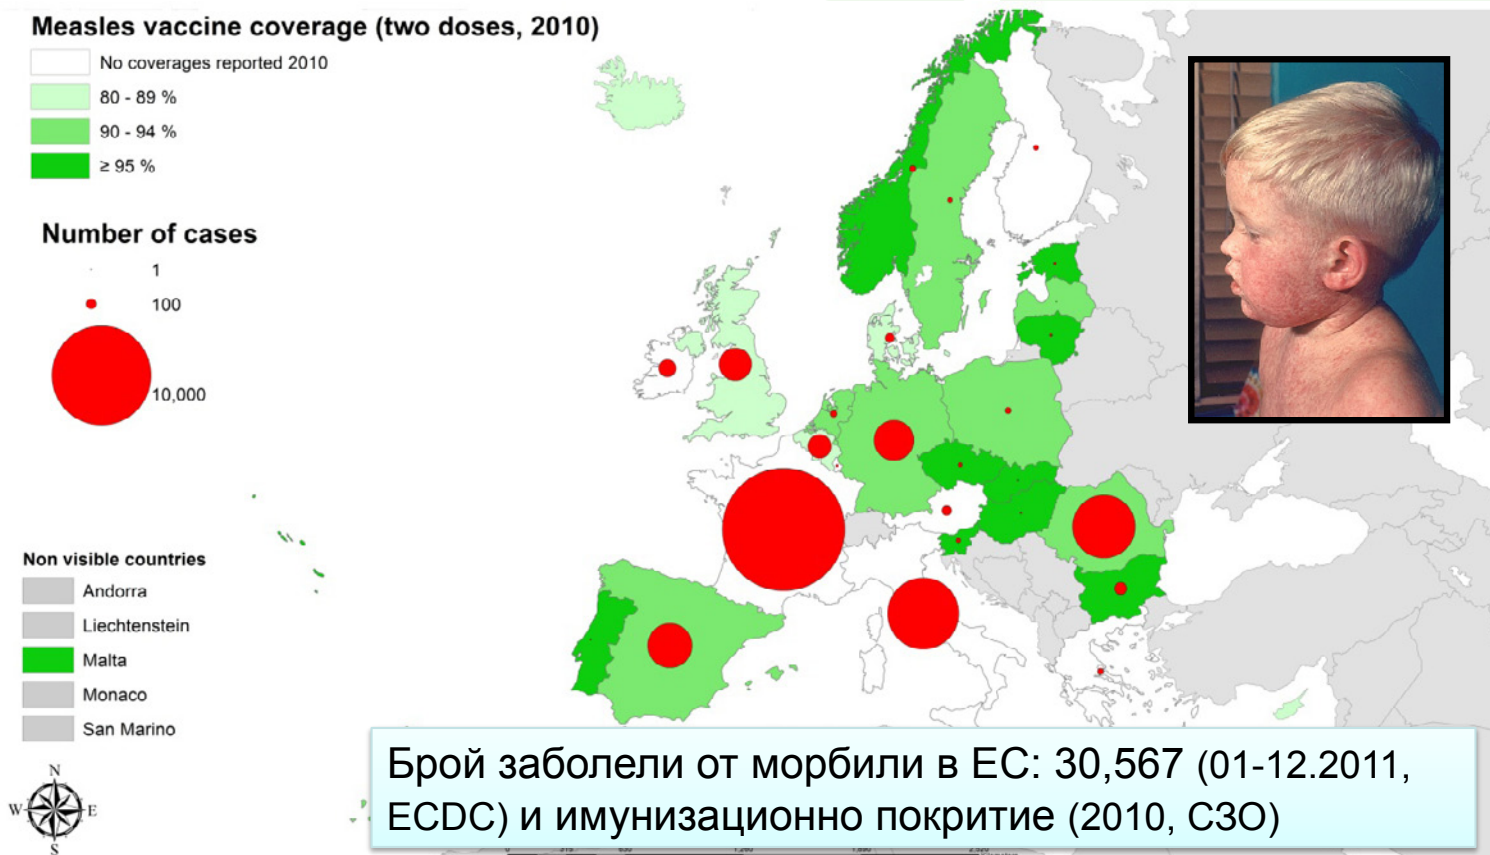 Measles vaccine coverage (two doses, 2010)
No coverages reported 2010
80 - 89 %
90 - 94 %
≥ 95 %
Number of cases
1
100
10,000
Non visible countries
Andorra
Liechtenstein
Malta
Monaco
San Marino
N
W
E
S
Брой заболели от морбили в ЕС: 30,567 (01-12.2011,
ECDC) и имунизационно покритие (2010, СЗО)